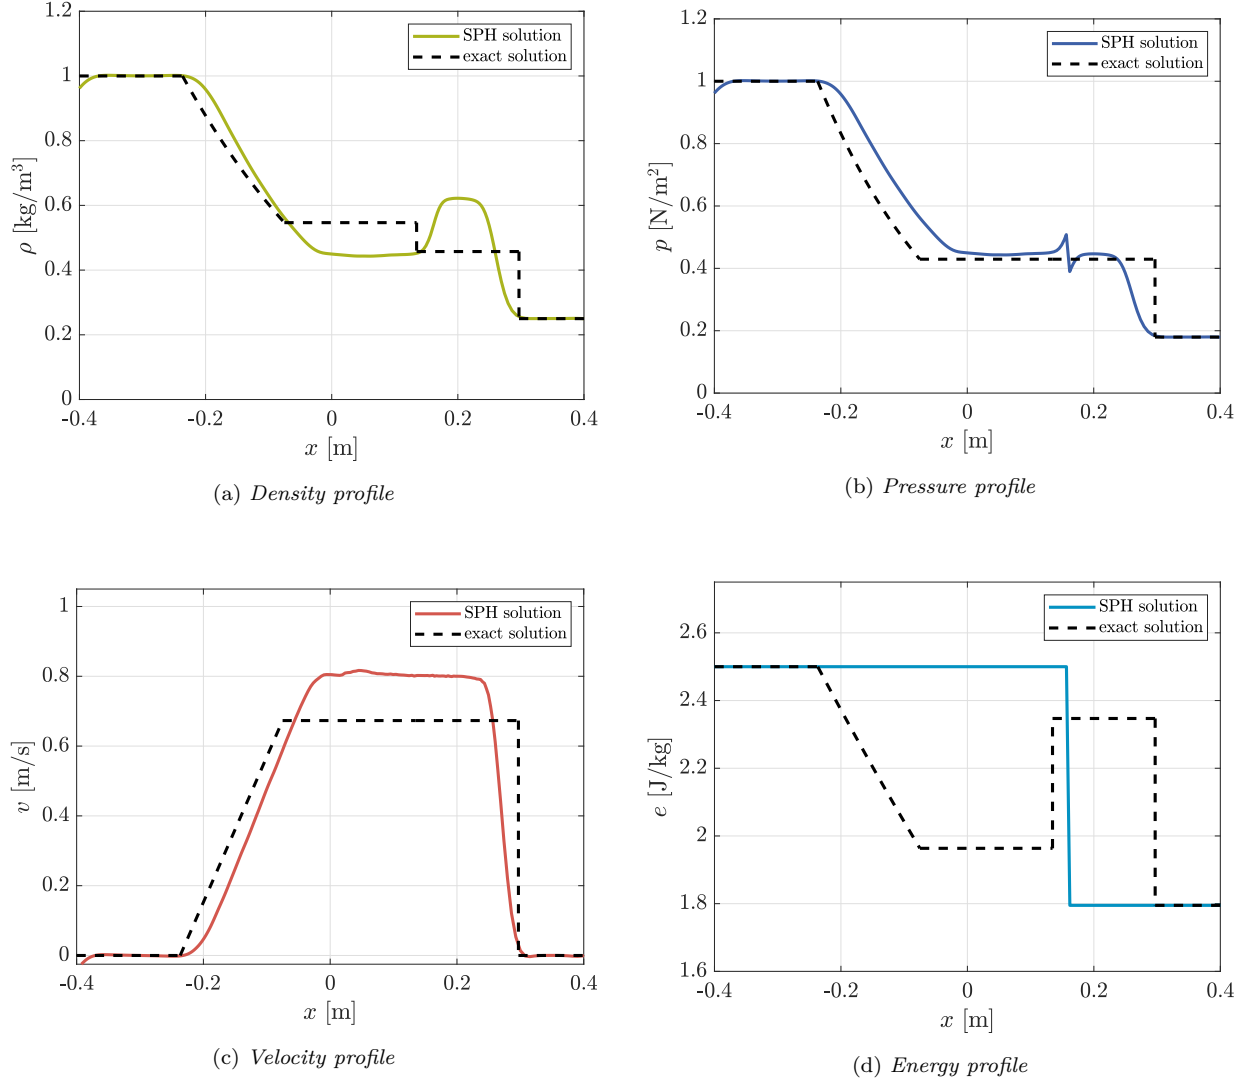 1.2
1
0.8
0.6
0.4
0.2
0
ρ [kg/m³]
SPH solution
exact solution
-0.4 -0.2 0 0.2 0.4
x [m]
(a) Density profile
1.2
1
0.8
0.6
0.4
0.2
0
p [N/m²]
SPH solution
exact solution
-0.4 -0.2 0 0.2 0.4
x [m]
(b) Pressure profile
1
0.8
0.6
0.4
0.2
0
v [m/s]
SPH solution
exact solution
-0.4 -0.2 0 0.2 0.4
x [m]
(c) Velocity profile
2.6
2.4
2.2
2
1.8
1.6
e [J/kg]
SPH solution
exact solution
-0.4 -0.2 0 0.2 0.4
x [m]
(d) Energy profile